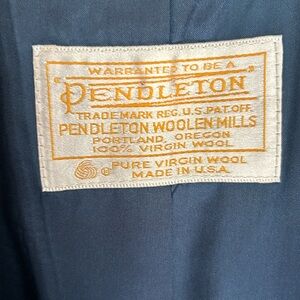 WARRANTED TO BE A
"PENDLETON"
TRADE MARK REG. U.S. PAT. OFF.
PENDLETON WOOLEN MILLS
PORTLAND, OREGON
100% VIRGIN WOOL
® PURE VIRGIN WOOL
MADE IN U.S.A.